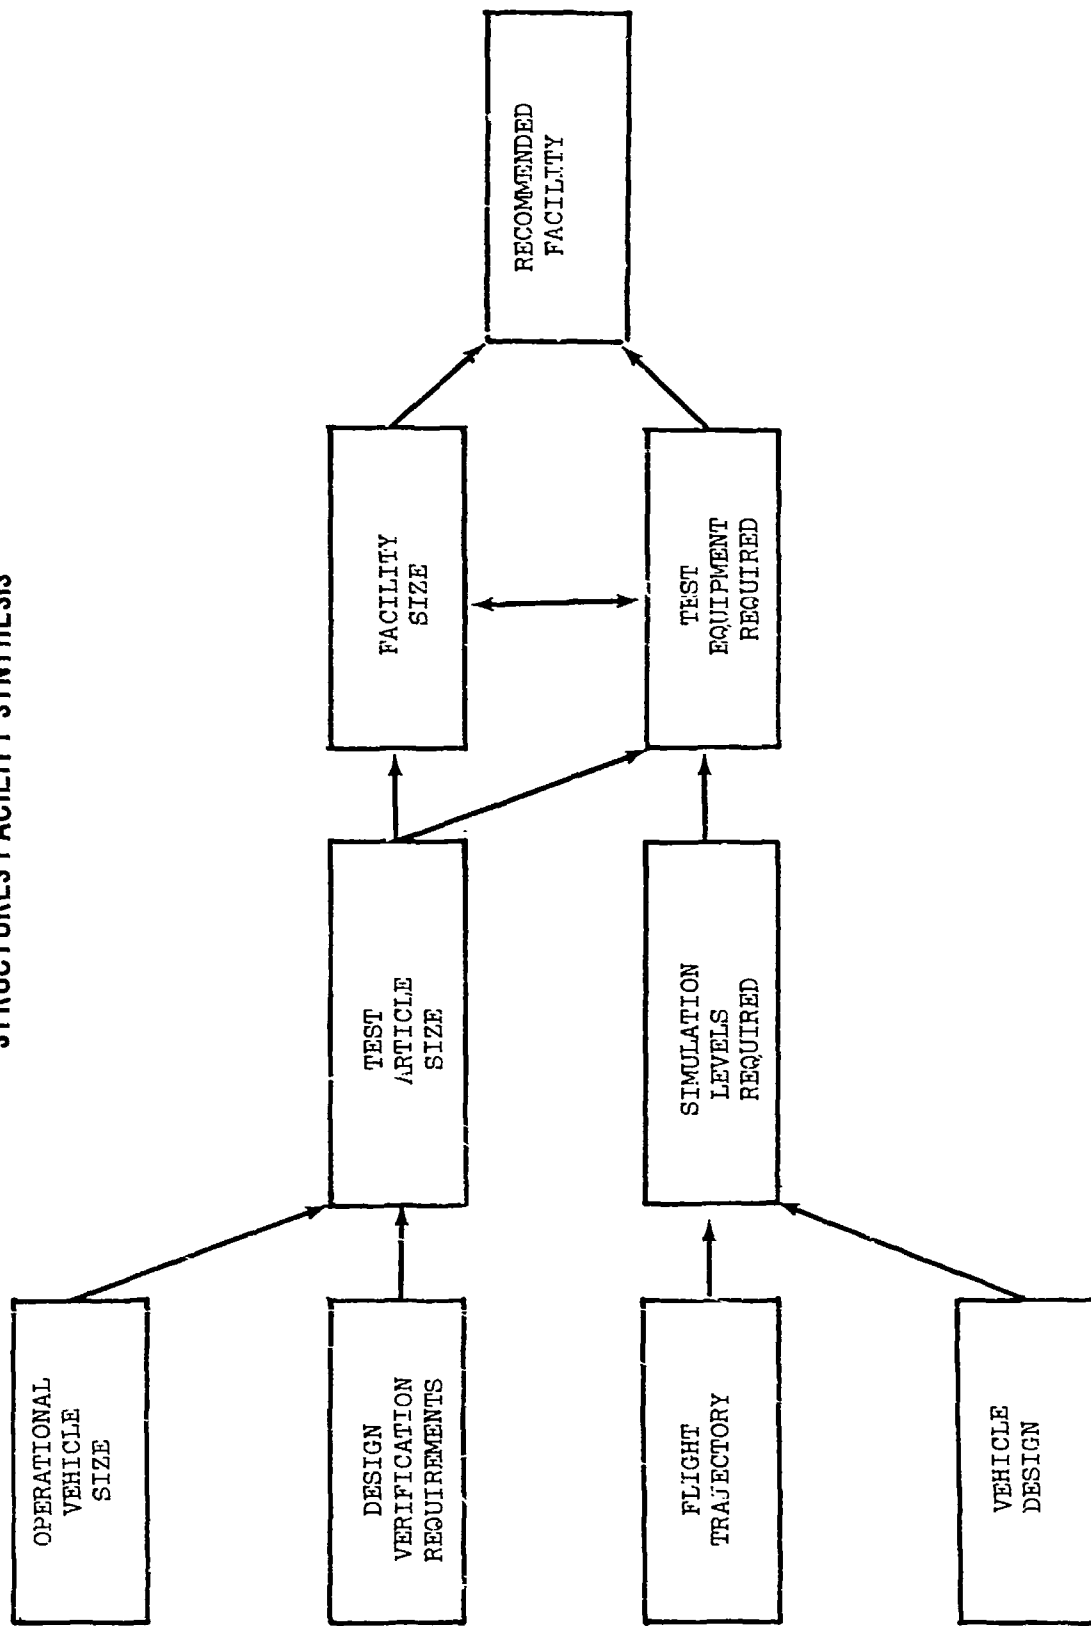 STRUCTURES FACILITY SYNTHESIS
OPERATIONAL
VEHICLE
SIZE
DESIGN
VERIFICATION
REQUIREMENTS
FLIGHT
TRAJECTORY
VEHICLE
DESIGN
TEST
ARTICLE
SIZE
SIMULATION
LEVELS
REQUIRED
FACILITY
SIZE
TEST
EQUIPMENT
REQUIRED
RECOMMENDED
FACILITY